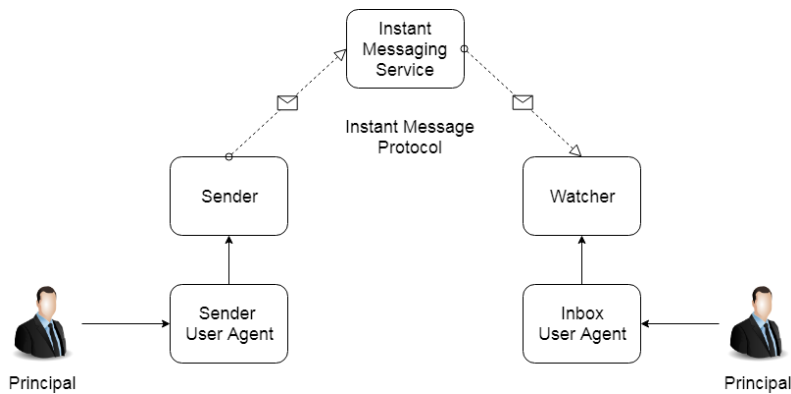 Instant
Messaging
Service
Instant Message
Protocol
Sender
Watcher
Sender
User Agent
Inbox
User Agent
Principal
Principal